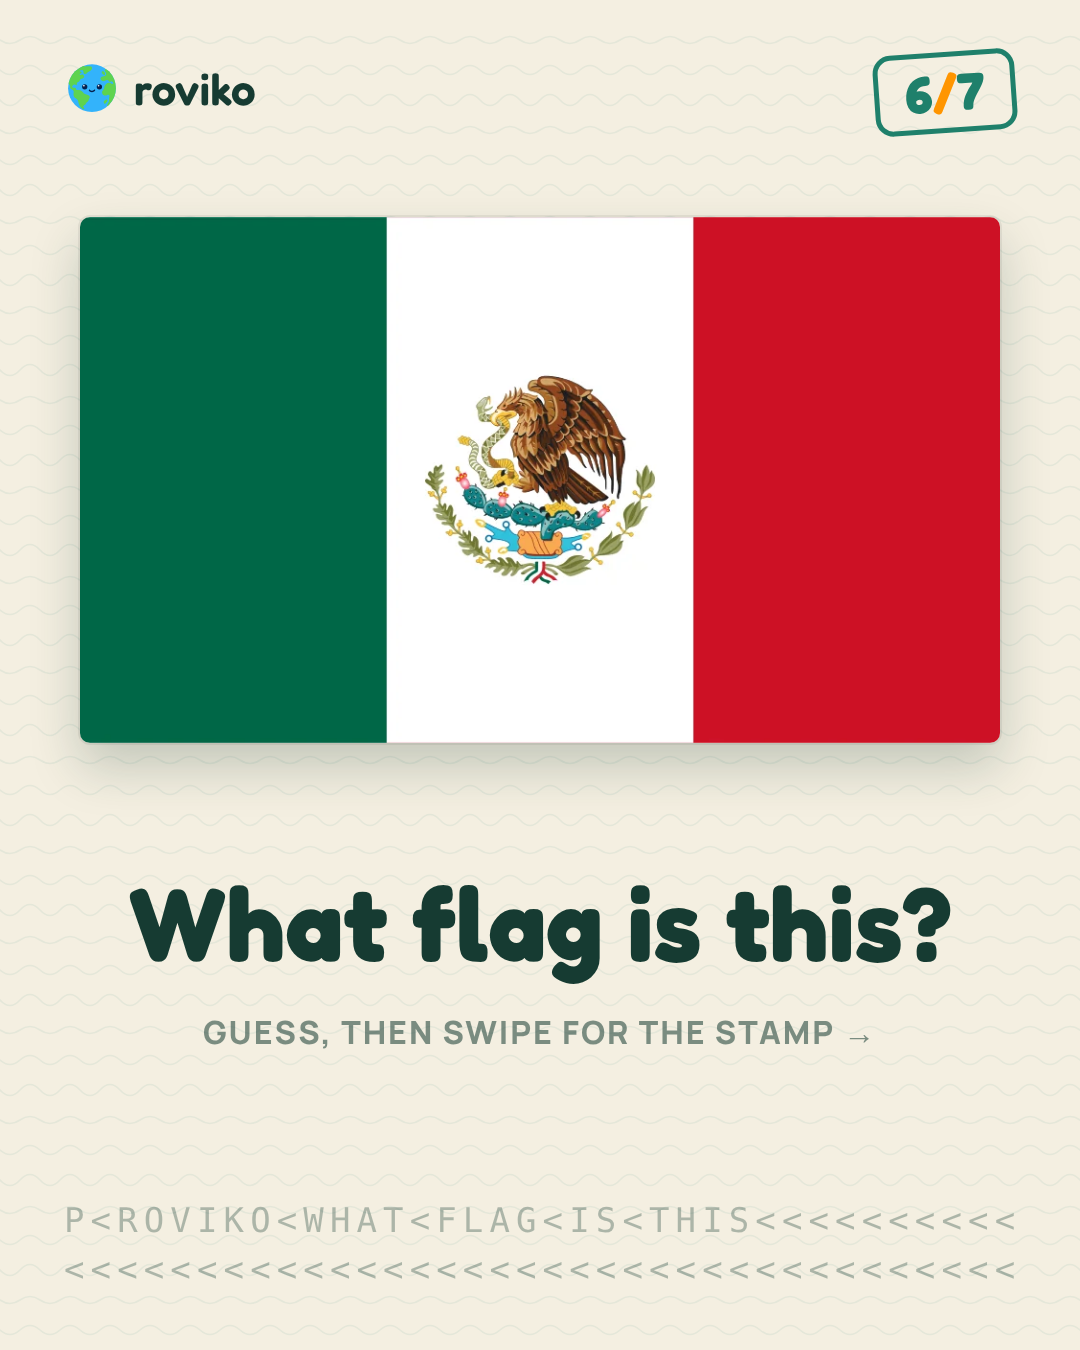 roviko
6/7
What flag is this?
GUESS, THEN SWIPE FOR THE STAMP →
P<ROVIKO<WHAT<FLAG<IS<THIS<<<<<<<<<<
<<<<<<<<<<<<<<<<<<<<<<<<<<<<<<<<<<<<